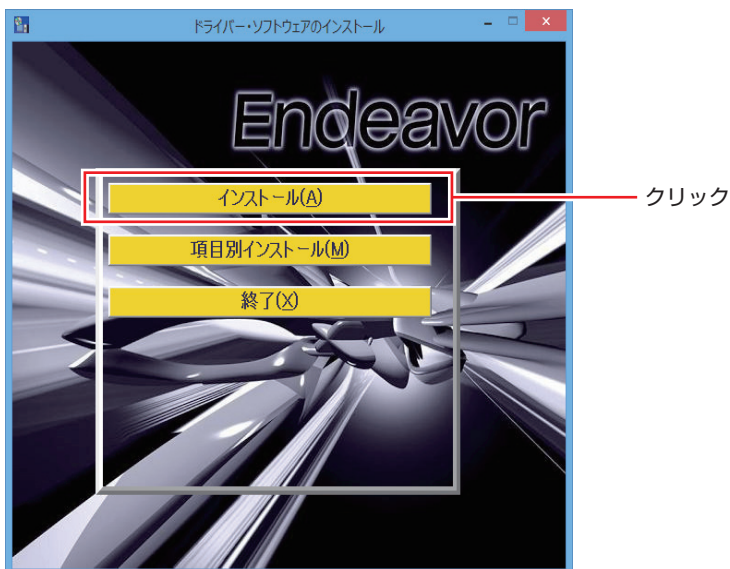 ドライバー・ソフトウェアのインストール
Endeavor
インストール(A)
クリック
項目別インストール(M)
終了(X)